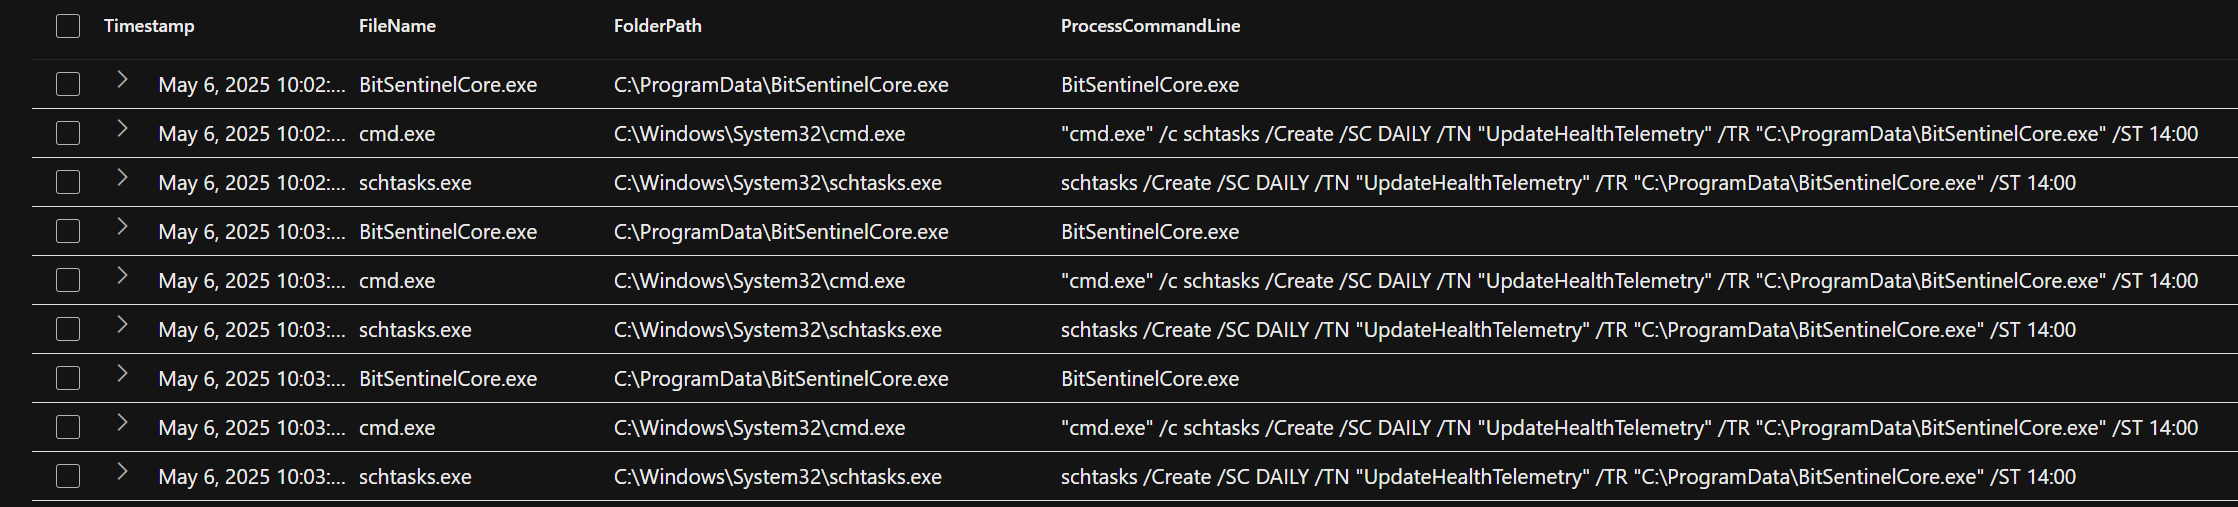 Timestamp FileName FolderPath ProcessCommandLine
May 6, 2025 10:02:... BitSentinelCore.exe C:\ProgramData\BitSentinelCore.exe BitSentinelCore.exe
May 6, 2025 10:02:... cmd.exe C:\Windows\System32\cmd.exe "cmd.exe" /c schtasks /Create /SC DAILY /TN "UpdateHealthTelemetry" /TR "C:\ProgramData\BitSentinelCore.exe" /ST 14:00
May 6, 2025 10:02:... schtasks.exe C:\Windows\System32\schtasks.exe schtasks /Create /SC DAILY /TN "UpdateHealthTelemetry" /TR "C:\ProgramData\BitSentinelCore.exe" /ST 14:00
May 6, 2025 10:03:... BitSentinelCore.exe C:\ProgramData\BitSentinelCore.exe BitSentinelCore.exe
May 6, 2025 10:03:... cmd.exe C:\Windows\System32\cmd.exe "cmd.exe" /c schtasks /Create /SC DAILY /TN "UpdateHealthTelemetry" /TR "C:\ProgramData\BitSentinelCore.exe" /ST 14:00
May 6, 2025 10:03:... schtasks.exe C:\Windows\System32\schtasks.exe schtasks /Create /SC DAILY /TN "UpdateHealthTelemetry" /TR "C:\ProgramData\BitSentinelCore.exe" /ST 14:00
May 6, 2025 10:03:... BitSentinelCore.exe C:\ProgramData\BitSentinelCore.exe BitSentinelCore.exe
May 6, 2025 10:03:... cmd.exe C:\Windows\System32\cmd.exe "cmd.exe" /c schtasks /Create /SC DAILY /TN "UpdateHealthTelemetry" /TR "C:\ProgramData\BitSentinelCore.exe" /ST 14:00
May 6, 2025 10:03:... schtasks.exe C:\Windows\System32\schtasks.exe schtasks /Create /SC DAILY /TN "UpdateHealthTelemetry" /TR "C:\ProgramData\BitSentinelCore.exe" /ST 14:00